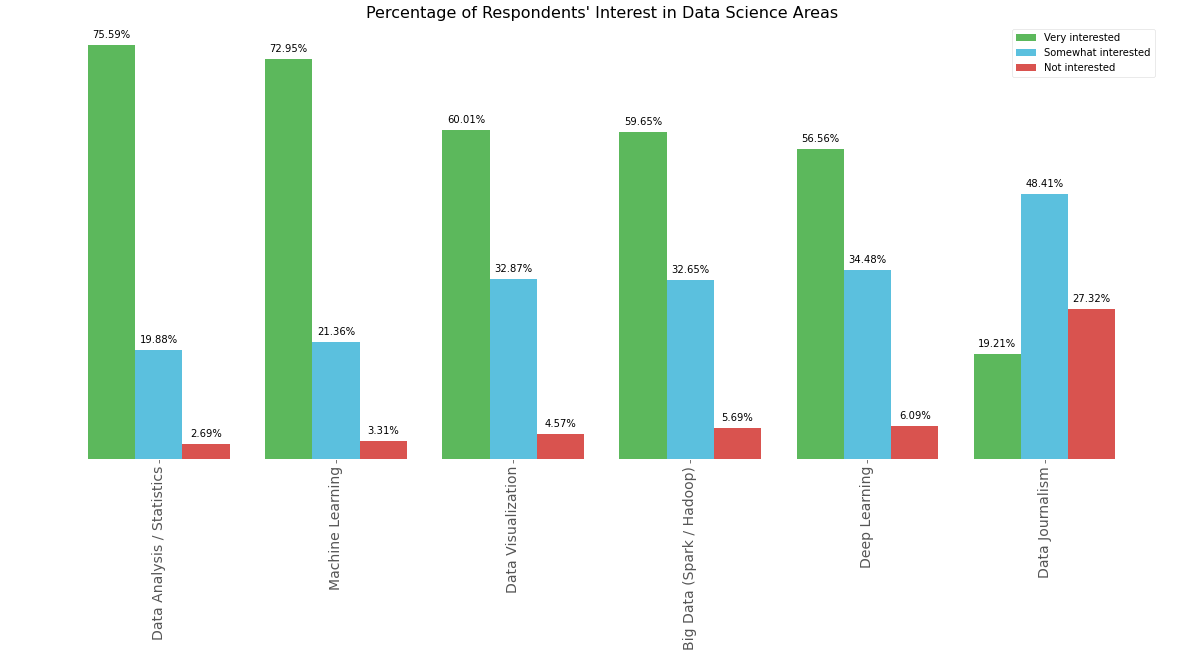 Percentage of Respondents' Interest in Data Science Areas
Very interested
Somewhat interested
Not interested
75.59%
19.88%
2.69%
72.95%
21.36%
3.31%
60.01%
32.87%
4.57%
59.65%
32.65%
5.69%
56.56%
34.48%
6.09%
19.21%
48.41%
27.32%
Data Analysis / Statistics
Machine Learning
Data Visualization
Big Data (Spark / Hadoop)
Deep Learning
Data Journalism